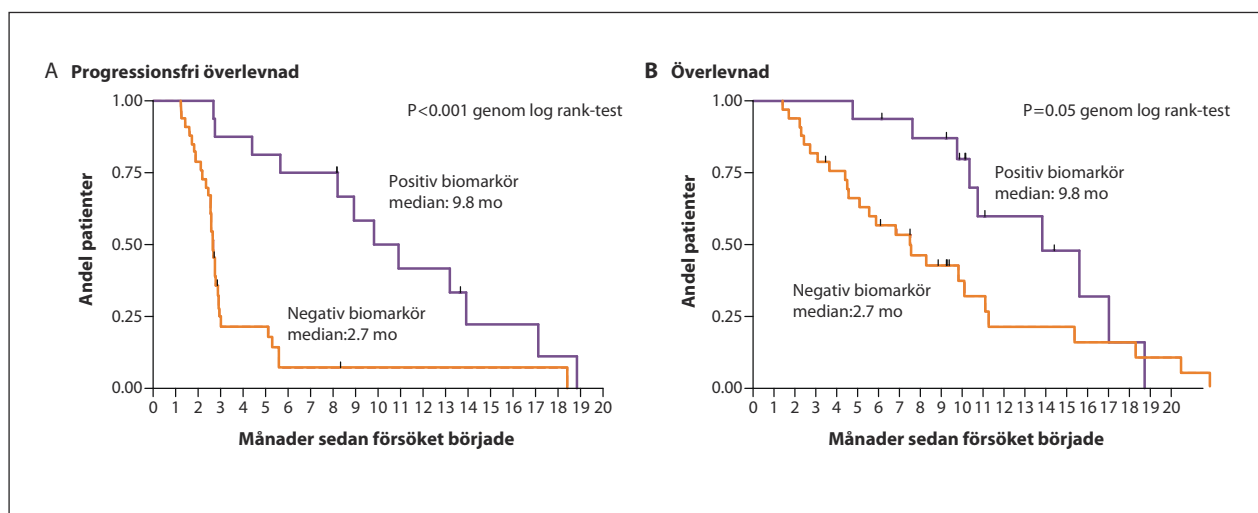 A Progressionsfri överlevnad
1.00
0.75
0.50
0.25
0.00
Andel patienter
P<0.001 genom log rank-test
Positiv biomarkör
median: 9.8 mo
Negativ biomarkör
median:2.7 mo
0 1 2 3 4 5 6 7 8 9 10 11 12 13 14 15 16 17 18 19 20
Månader sedan försöket började
B Överlevnad
1.00
0.75
0.50
0.25
0.00
Andel patienter
P=0.05 genom log rank-test
Positiv biomarkör
median: 9.8 mo
Negativ biomarkör
median:2.7 mo
0 1 2 3 4 5 6 7 8 9 10 11 12 13 14 15 16 17 18 19 20
Månader sedan försöket började